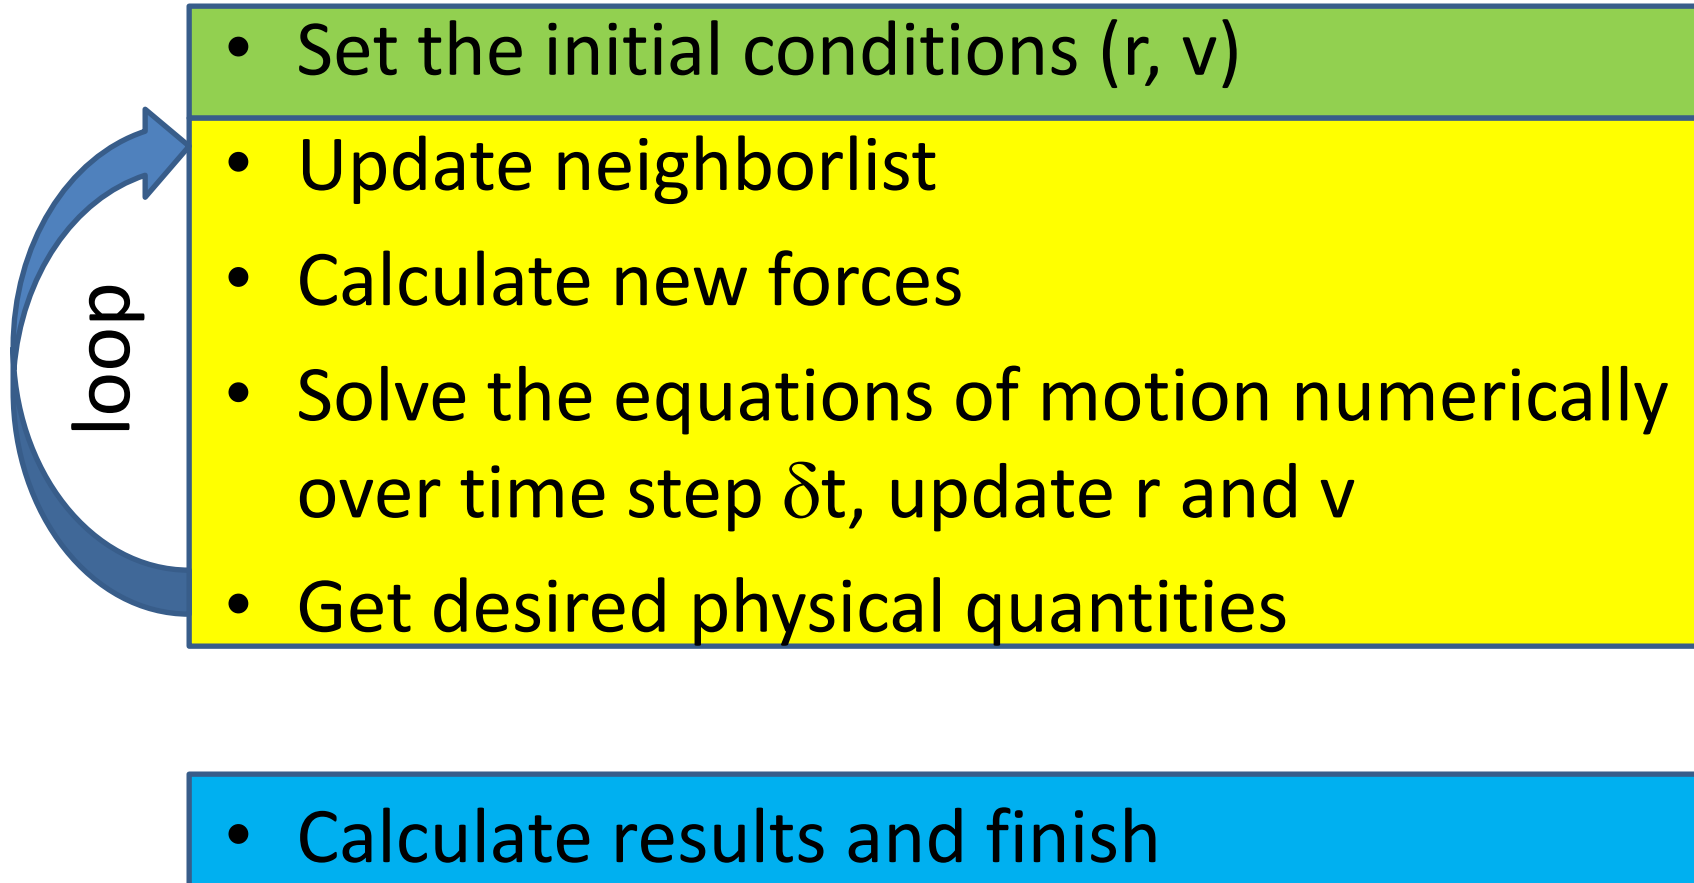 • Set the initial conditions (r, v)
• Update neighborlist
• Calculate new forces
• Solve the equations of motion numerically
over time step δt, update r and v
• Get desired physical quantities
loop
• Calculate results and finish